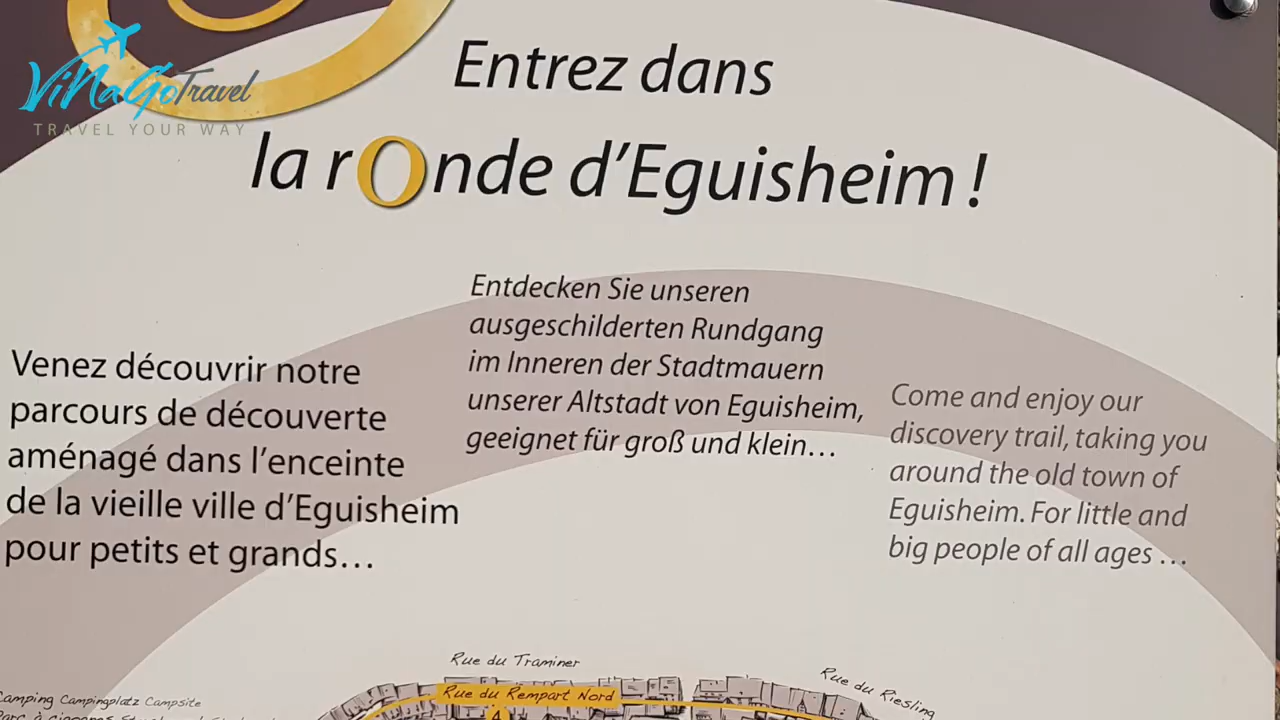 ViNaGoTravel
TRAVEL YOUR WAY
Entrez dans
la rOnde d'Eguisheim !
Venez découvrir notre
parcours de découverte
aménagé dans l'enceinte
de la vieille ville d'Eguisheim
pour petits et grands...
Entdecken Sie unseren
ausgeschilderten Rundgang
im Inneren der Stadtmauern
unserer Altstadt von Eguisheim,
geeignet für groß und klein...
Come and enjoy our
discovery trail, taking you
around the old town of
Eguisheim. For little and
big people of all ages ...
Rue du Traminer
Rue du Rempart Nord
4
Rue du Riesling
Camping Campingplatz Campsite